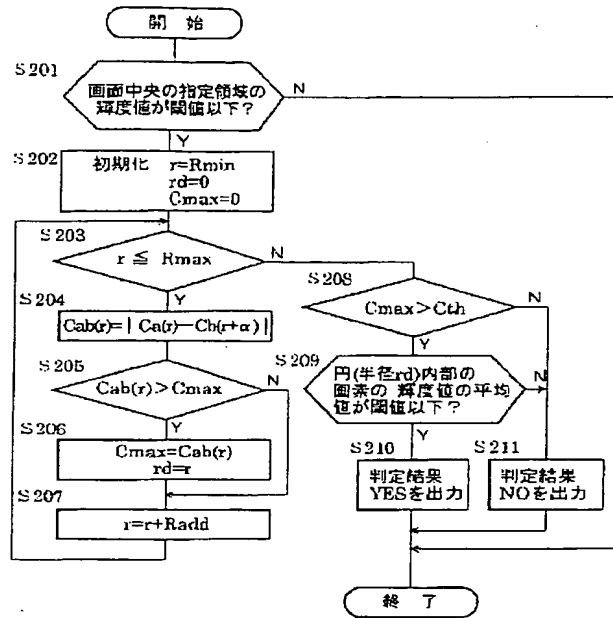 開 始
S201
画面中央の指定領域の
輝度値が閾値以下？
N
Y
S202
初期化 r=Rmin
rd=0
Cmax=0
S203
r ≦ Rmax
N
Y
S204
Cab(r)=| Ca(r)−Cb(r+α) |
S205
Cab(r)>Cmax
N
Y
S206
Cmax=Cab(r)
rd=r
S207
r=r+Radd
S208
Cmax>Cth
N
Y
S209
円(半径rd)内部の
画素の 輝度値の平均
値が閾値以下？
N
Y
S210
判定結果
YESを出力
S211
判定結果
NOを出力
終 了